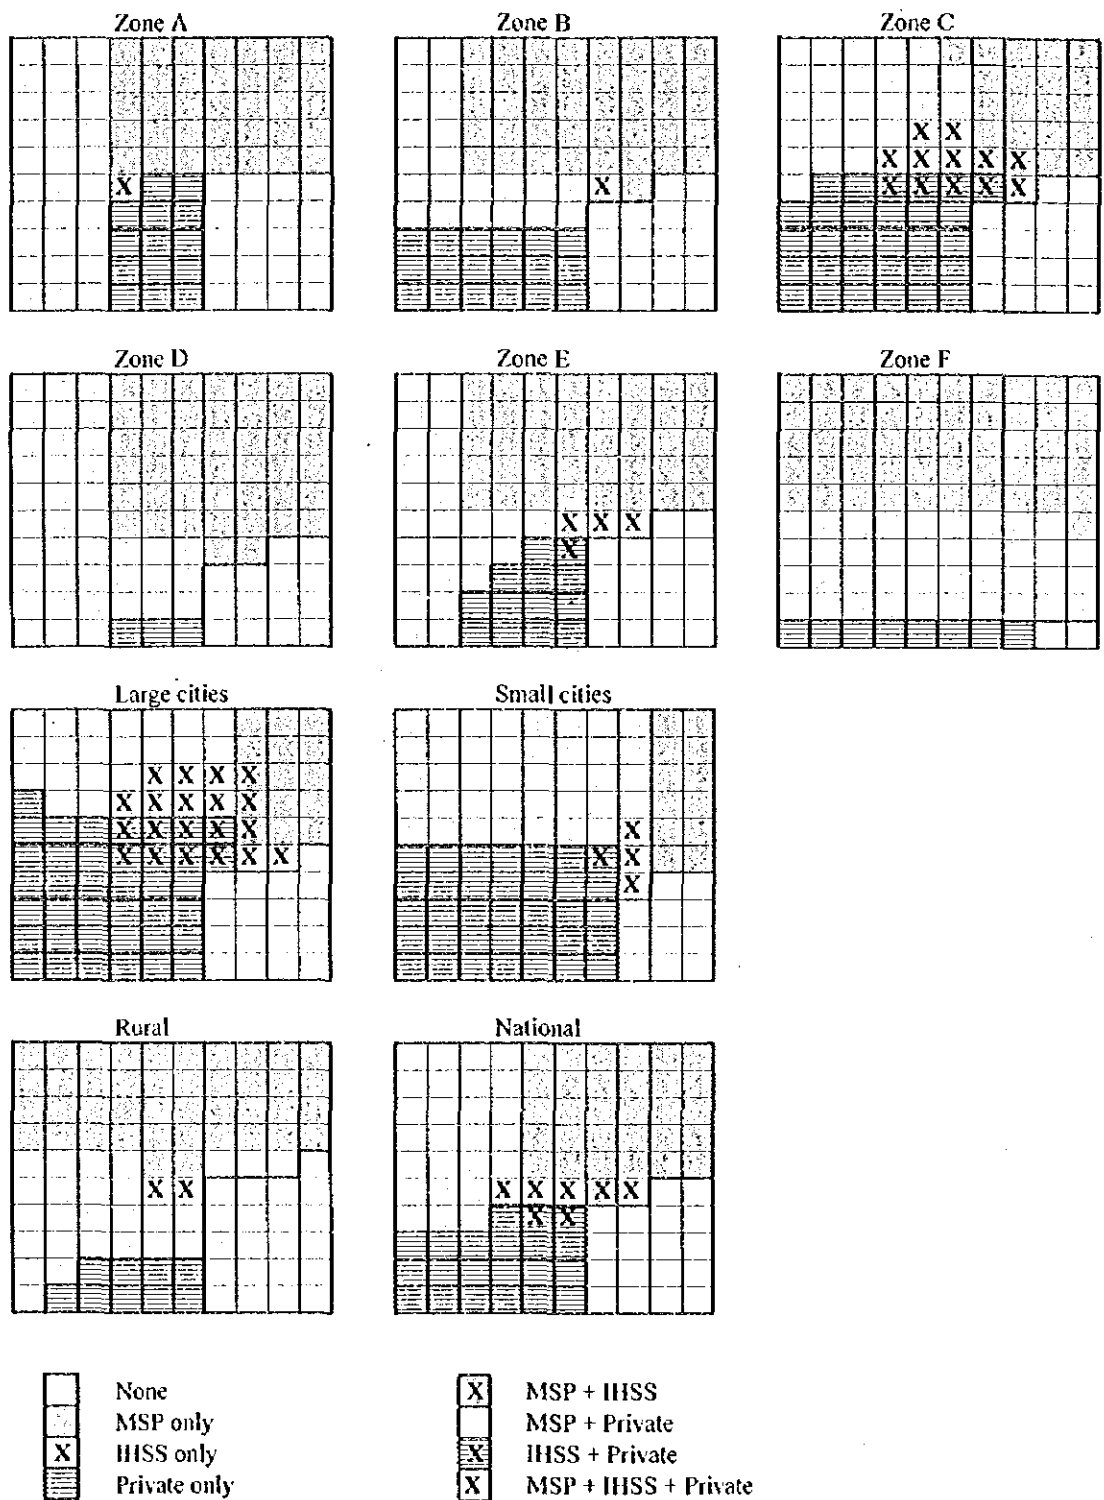 Zone A Zone B Zone C
X X X X
X X X X X
X X X X X X X
Zone D Zone E Zone F
X X X
X
Large cities Small cities
X X X X
X X X X X
X X X X X X
X X X X X X X X
X
Rural National
X X X X X X X
X X
None
MSP only
X IHSS only
Private only
X MSP + IHSS
MSP + Private
X IHSS + Private
X MSP + IHSS + Private